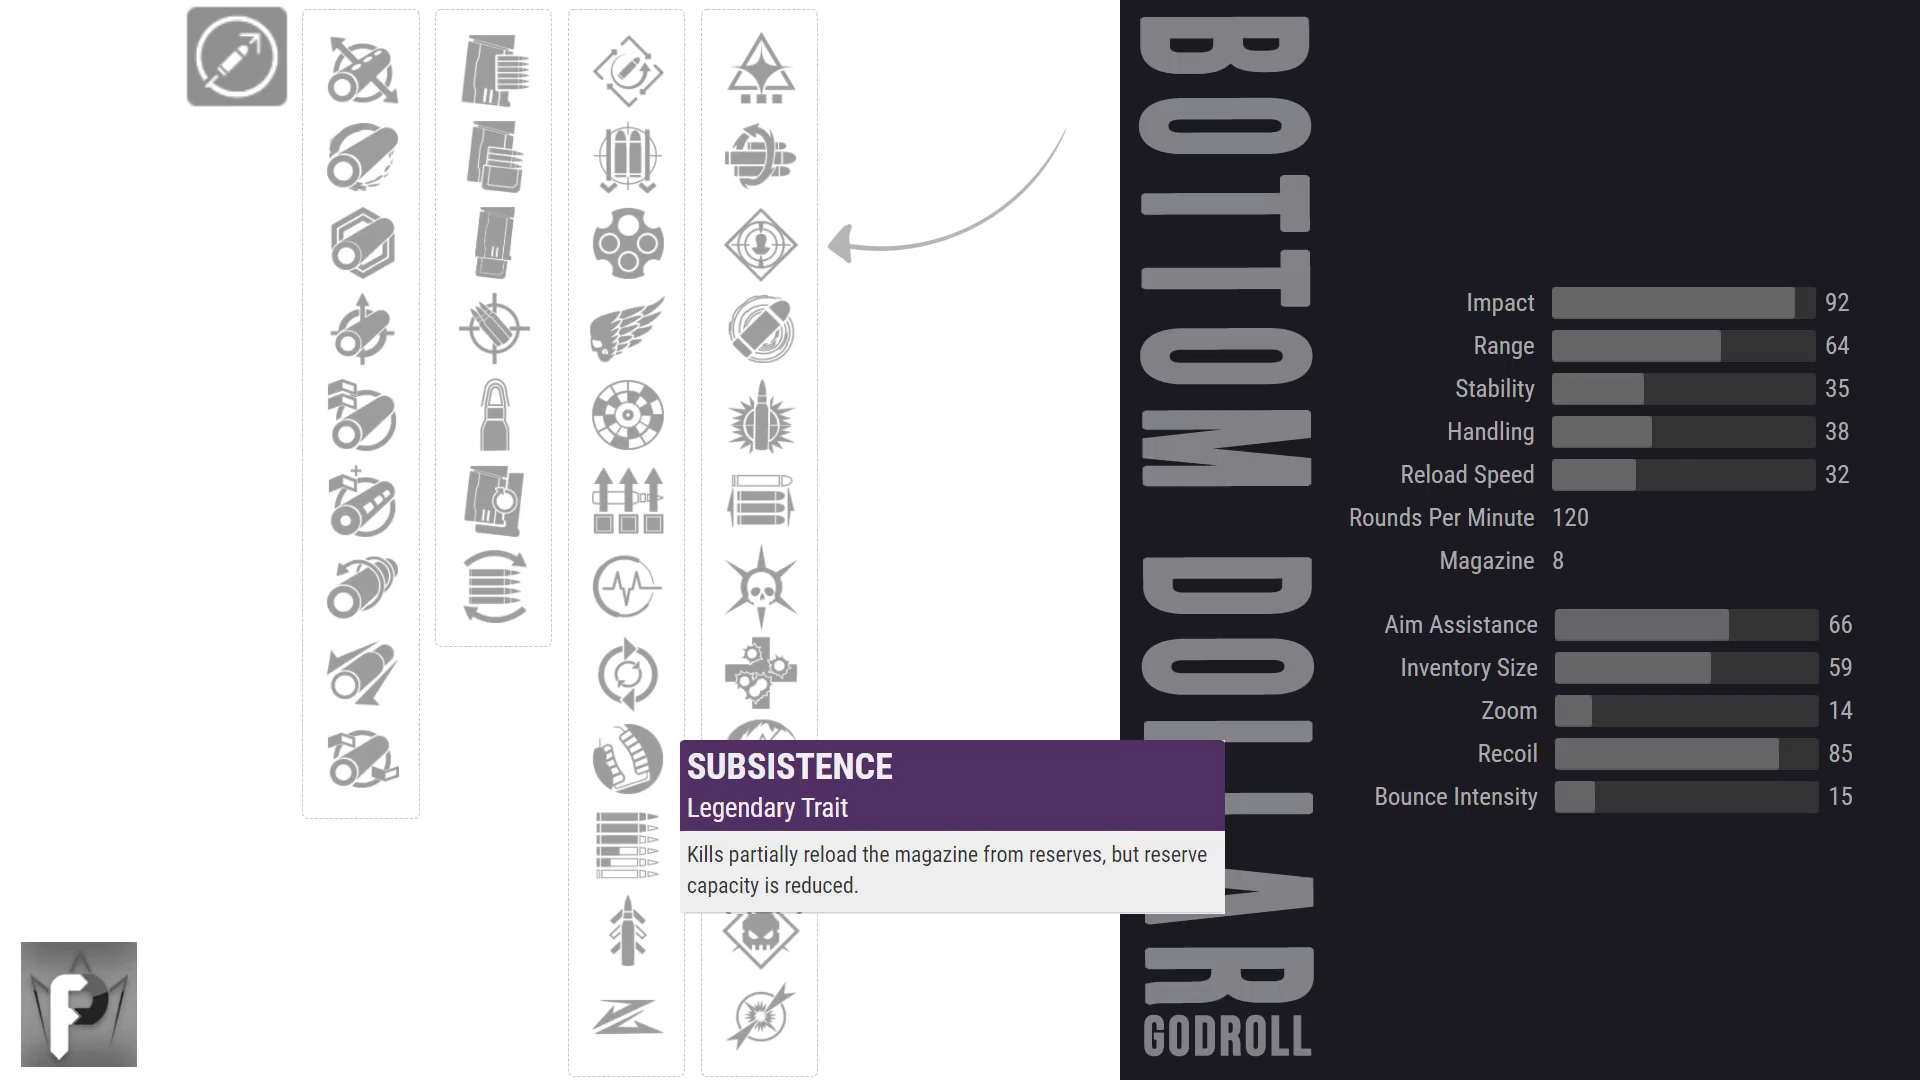 BOTTOM DOLLAR
GODROLL
SUBSISTENCE
Legendary Trait
Kills partially reload the magazine from reserves, but reserve
capacity is reduced.
Impact 92
Range 64
Stability 35
Handling 38
Reload Speed 32
Rounds Per Minute 120
Magazine 8
Aim Assistance 66
Inventory Size 59
Zoom 14
Recoil 85
Bounce Intensity 15